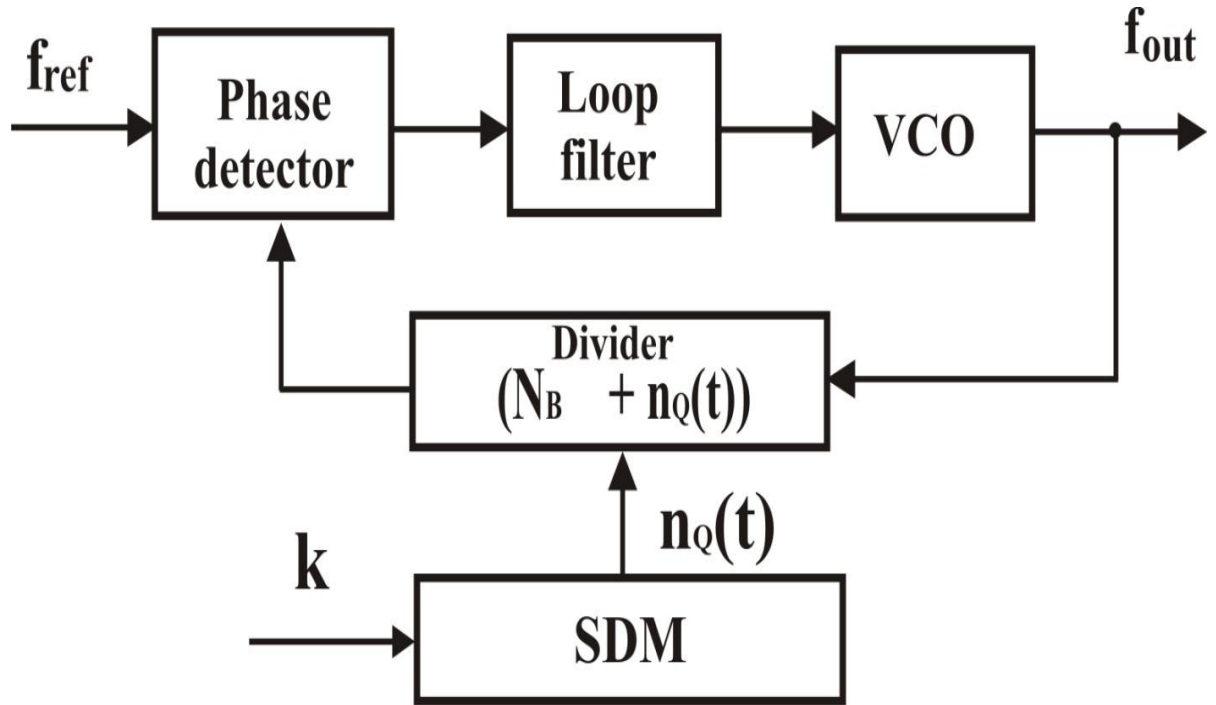 fref
Phase
detector
Loop
filter
VCO
fout
Divider
(NB + nQ(t))
nQ(t)
k
SDM